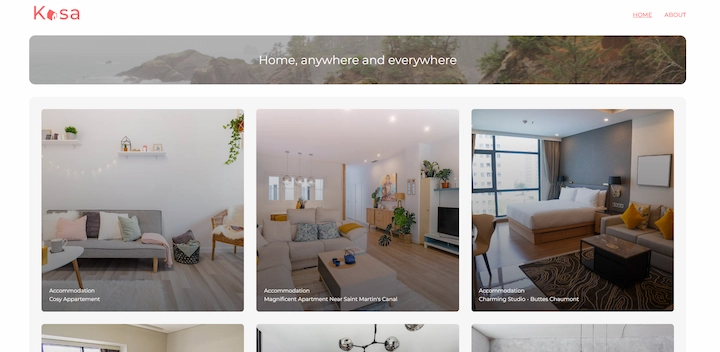 Kasa
HOME
ABOUT
Home, anywhere and everywhere
Accommodation
Cosy Appartement
Accommodation
Magnificent Apartment Near Saint Martin's Canal
Accommodation
Charming Studio - Buttes Chaumont